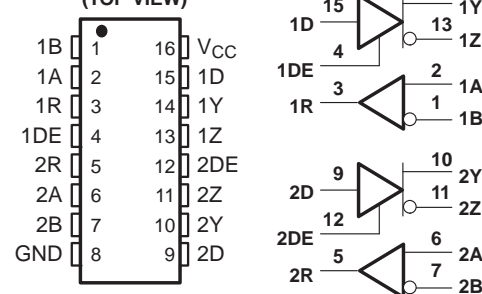 (TOP VIEW)
1B 1 16 VCC
1A 2 15 1D
1R 3 14 1Y
1DE 4 13 1Z
2R 5 12 2DE
2A 6 11 2Z
2B 7 10 2Y
GND 8 9 2D
15 1Y
1D 13
4 1Z
1DE 2
3 1A
1R 1
1B
10
9 2Y
2D 11
12 2Z
2DE 6
5 2A
2R 7
2B